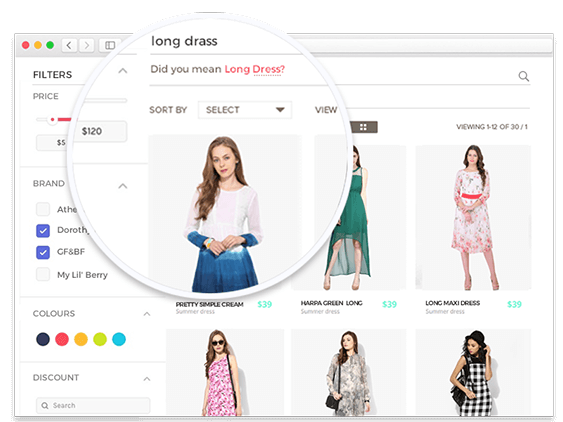 long drass
Did you mean Long Dress?
FILTERS
PRICE
$120
SORT BY SELECT VIEW
VIEWING 1-12 OF 30 / 1
BRAND
Dorothy
GF&BF
My Lil' Berry
PRETTY SIMPLE CREAM $39
Summer dress
HARPA GREEN LONG $39
Summer dress
LONG MAXI DRESS $39
Summer dress
COLOURS
DISCOUNT
Search